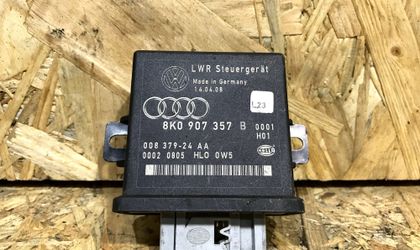 LWR Steuergerät
Made in Germany
14.04.08
L23
8K0 907 357 B 0001
H01
008 379-24 AA
0002 0805 HLO 0W5
HELLA